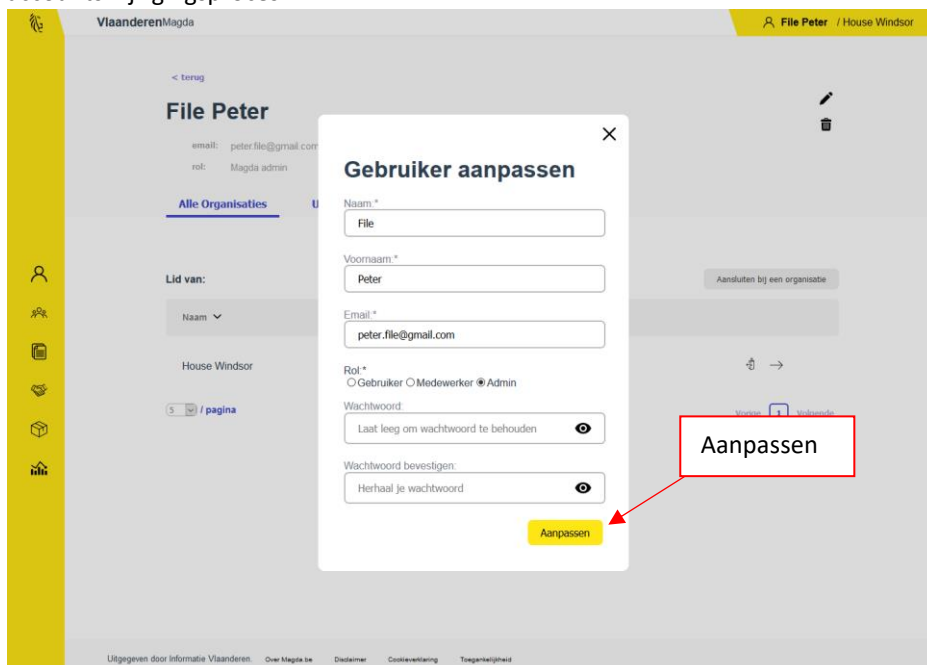 VlaanderenMagda
File Peter / House Windsor
< terug
File Peter
email: peter.file@gmail.com
rol: Magda admin
Alle Organisaties U
Gebruiker aanpassen
Naam:*
File
Voornaam:*
Peter
Email:*
peter.file@gmail.com
Rol:*
Gebruiker Medewerker Admin
Wachtwoord:
Laat leeg om wachtwoord te behouden
Wachtwoord bevestigen:
Herhaal je wachtwoord
Aanpassen
Lid van:
Aansluiten bij een organisatie
Naam
House Windsor
5 / pagina
Vorige 1 Volgende
Aanpassen
Uitgegeven door Informatie Vlaanderen. Over Magda.be Disclaimer Cookieverklaring Toegankelijkheid